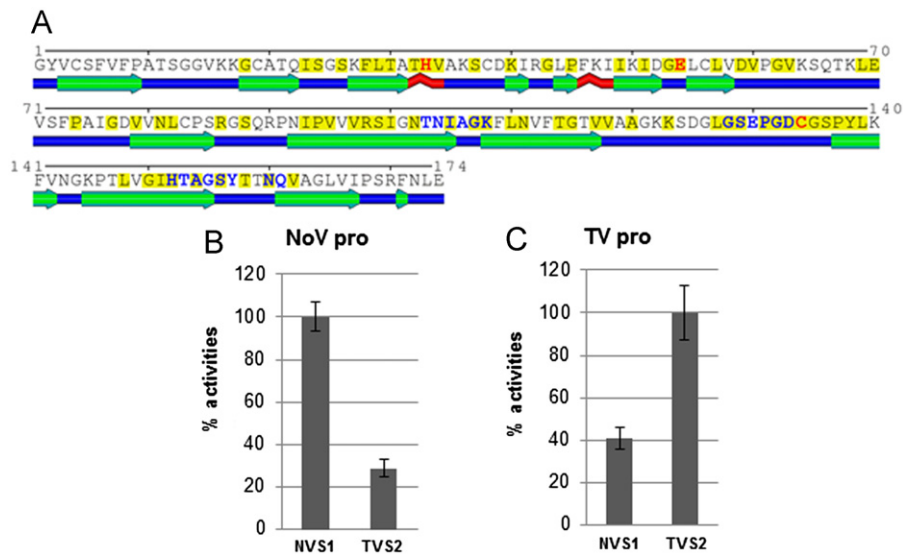 A
1 70
GYVCSFVFPATSGGVKKGCATQISGSKFLTATHVAKSCDKIRGLPFKIIKIDGELCLVDVPGVKSQTKLE
71 140
VSFPAIGDVVNLCPSRGSQRPNIPVVVRSIGNTNIAGKFLNVFTGTVVAAGKKSDGLGSEPGDCGSPYLK
141 174
FVNGKPTLVGIHTAGSYTTNQVAGLVIPSRFNLE
B NoV pro
% activities
120
100
80
60
40
20
0
NVS1 TVS2
C TV pro
% activities
120
100
80
60
40
20
0
NVS1 TVS2